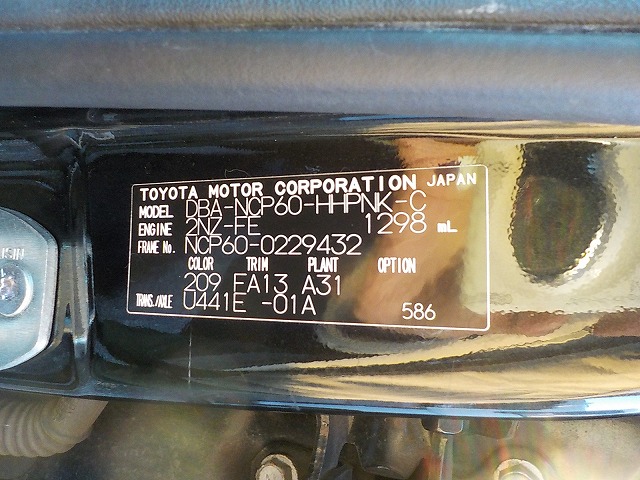 TOYOTA MOTOR CORPORATION JAPAN
MODEL DBA-NCP60-HHPNK-C
ENGINE 2NZ-FE 1298 mL
FRAME No. NCP60-0229432
COLOR TRIM PLANT OPTION
209 EA13 A31
TRANS./AXLE U441E -01A 586